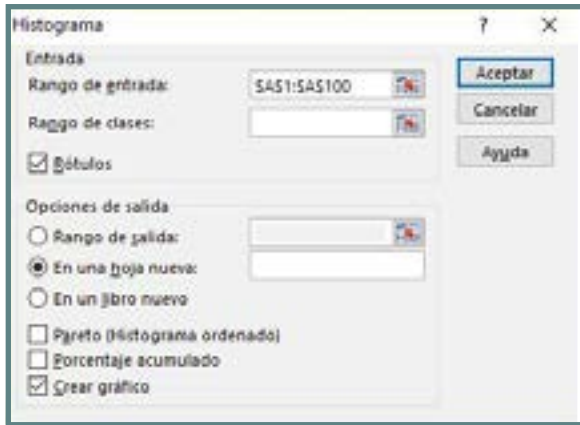 Histograma ? ×
Entrada
Rango de entrada: $A$1:$A$100
Rango de clases:
Rótulos
Aceptar
Cancelar
Ayuda
Opciones de salida
Rango de salida:
En una hoja nueva:
En un libro nuevo
Pareto (Histograma ordenado)
Porcentaje acumulado
Crear gráfico